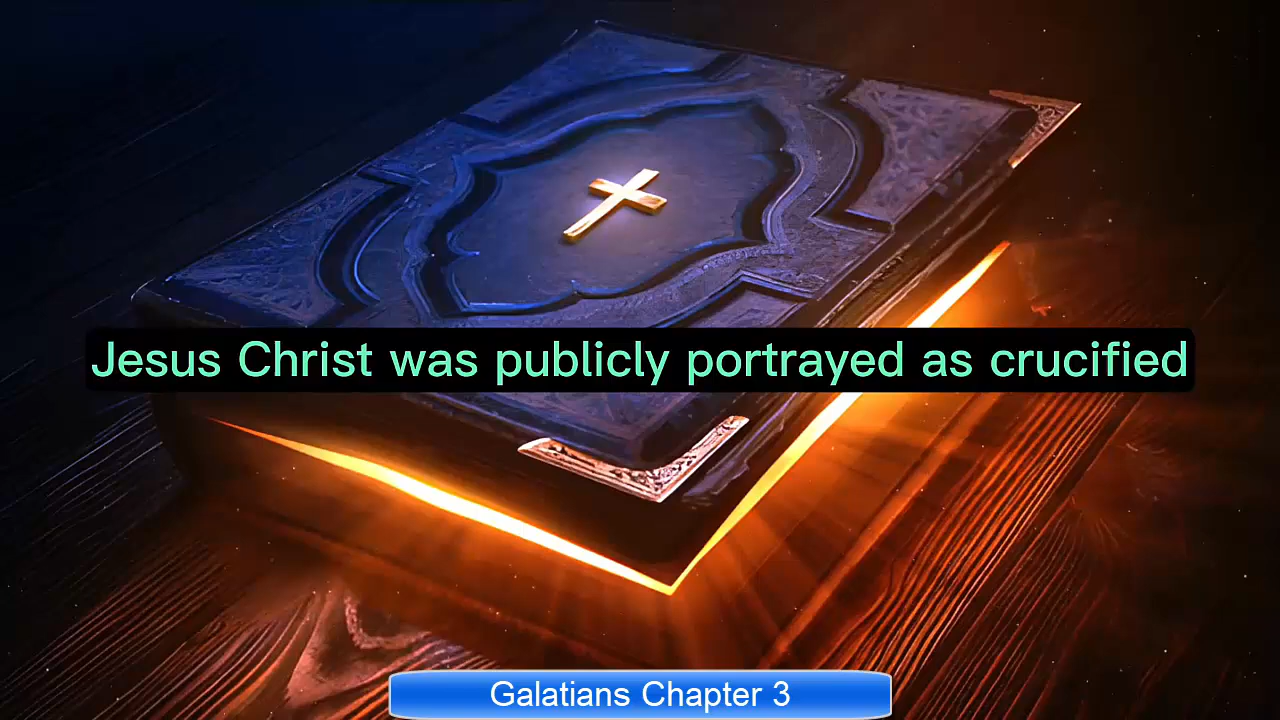 Jesus Christ was publicly portrayed as crucified
Galatians Chapter 3